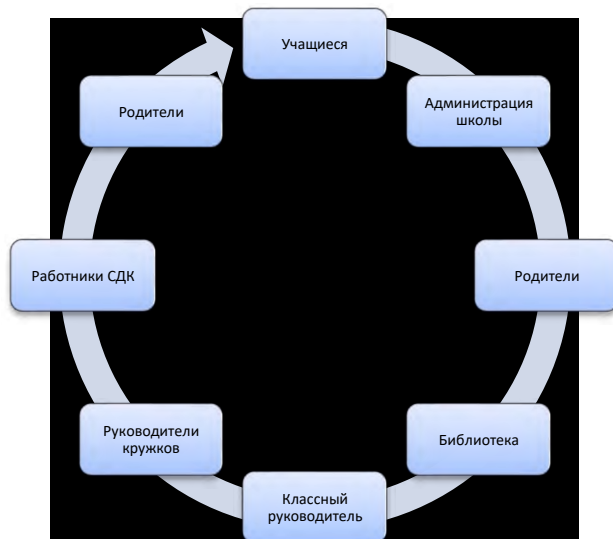 Учащиеся
Администрация
школы
Родители
Библиотека
Классный
руководитель
Руководители
кружков
Работники СДК
Родители